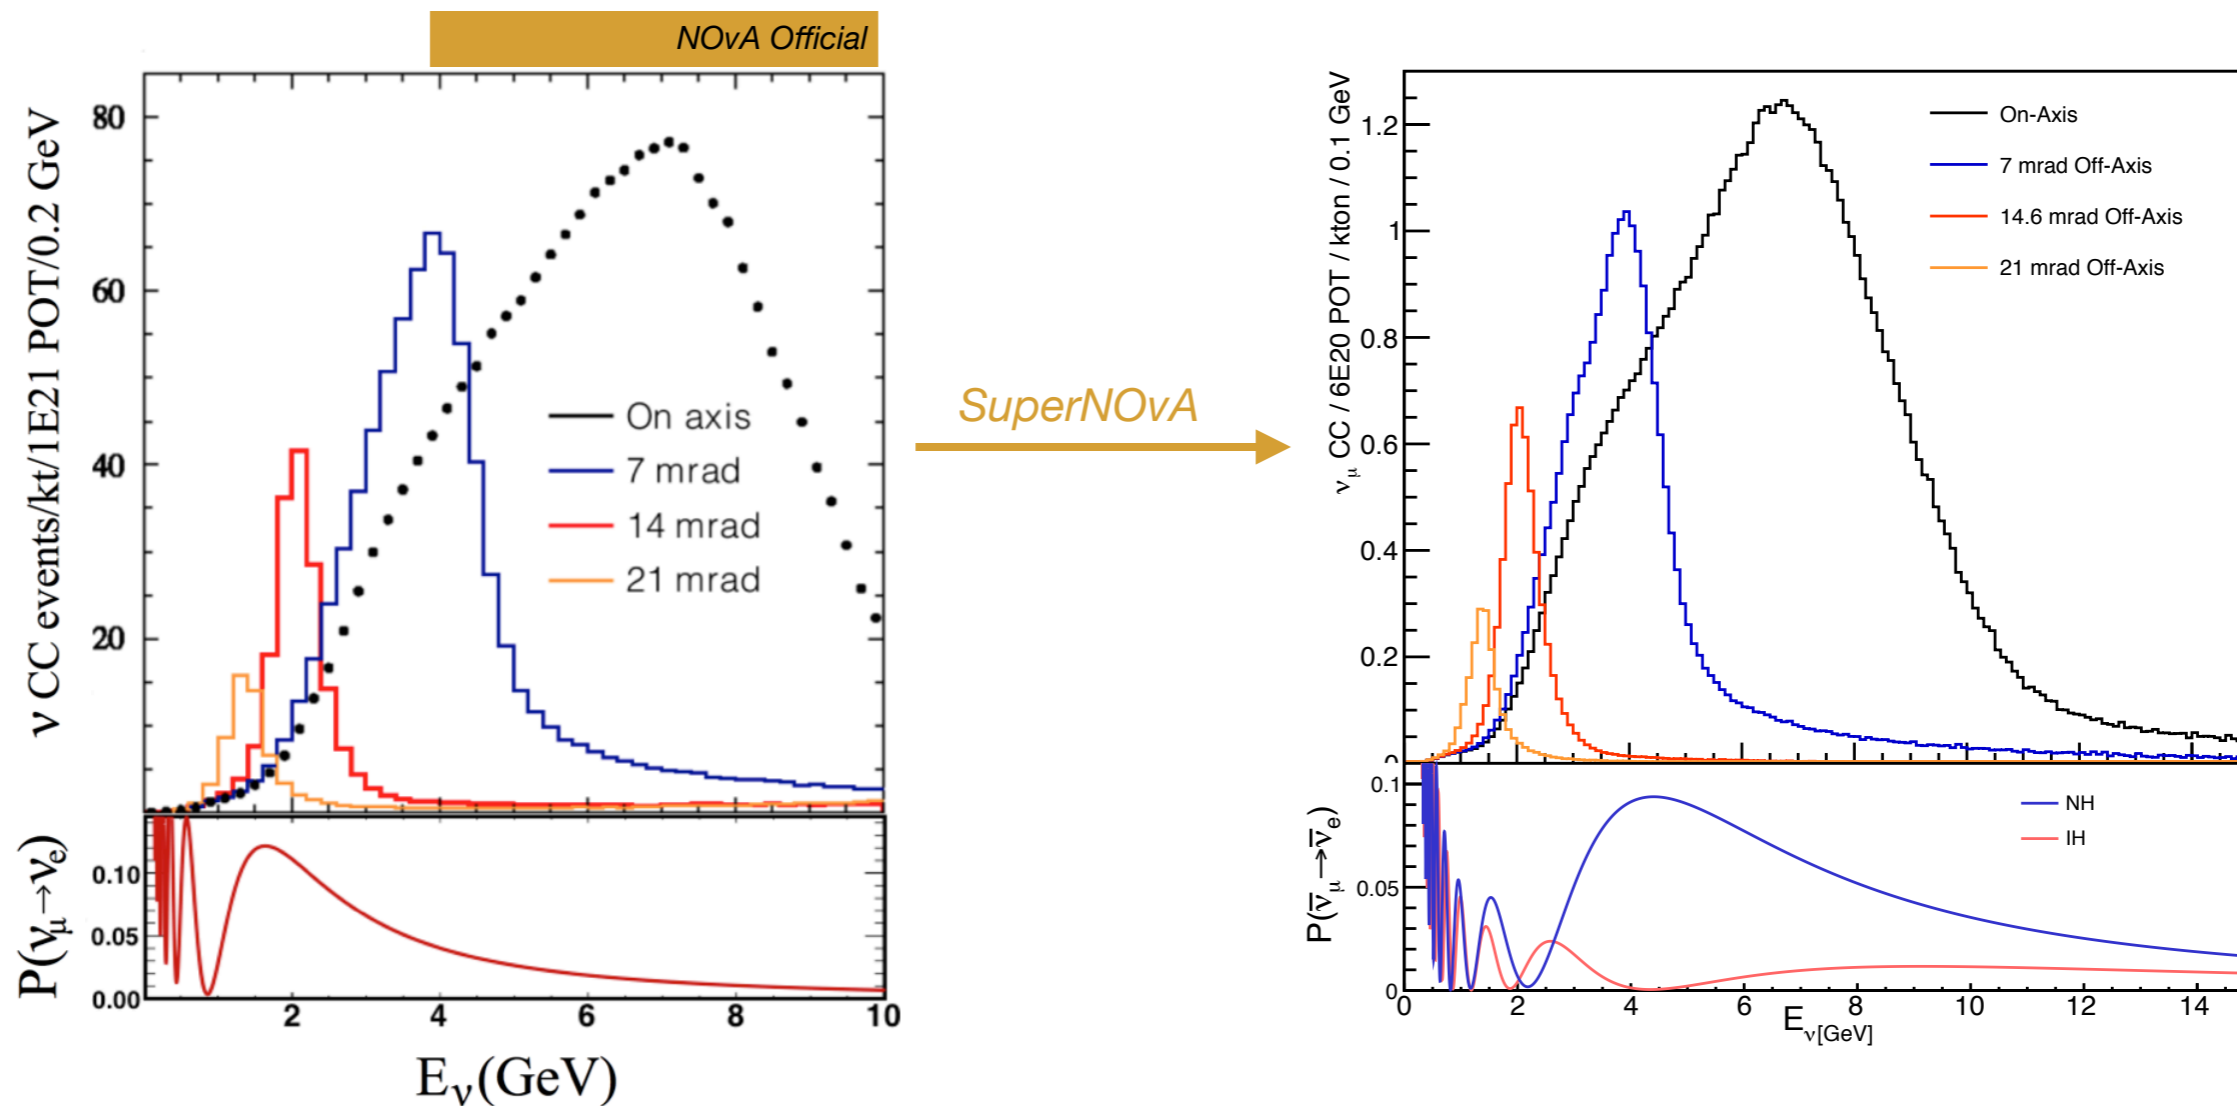 NOvA Official
ν CC events/kt/1E21 POT/0.2 GeV
80
60
40
20
On axis
7 mrad
14 mrad
21 mrad
P(νμ→νe)
0.10
0.05
0.00
2 4 6 8 10
Eν(GeV)
SuperNOvA
νμ CC / 6E20 POT / kton / 0.1 GeV
1.2
1
0.8
0.6
0.4
0.2
0
On-Axis
7 mrad Off-Axis
14.6 mrad Off-Axis
21 mrad Off-Axis
P(ν̅μ→ν̅e)
0.1
0.05
0
NH
IH
0 2 4 6 8 10 12 14
Eν[GeV]